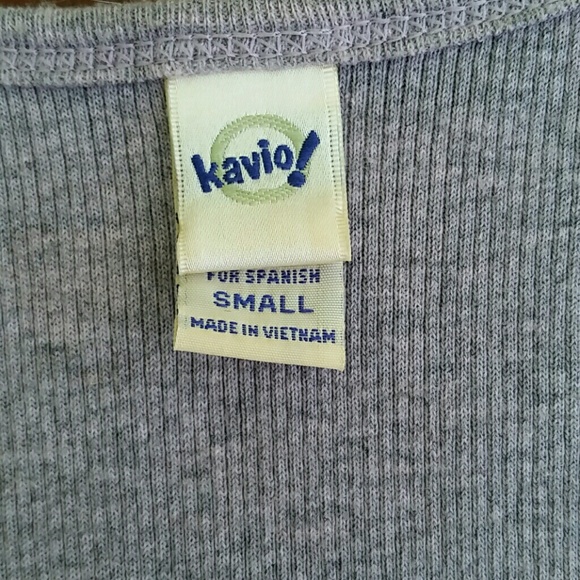 kavio!
FOR SPANISH
SMALL
MADE IN VIETNAM